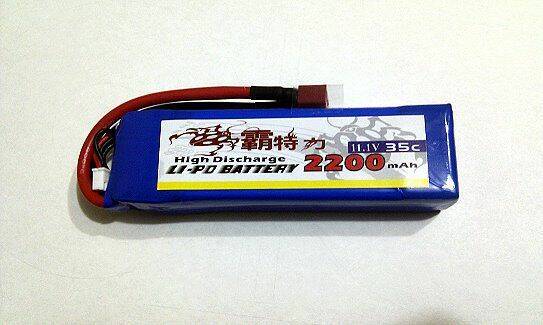 霸特力
11.1V 35C
High Discharge
LI-PO BATTERY 2200mAh